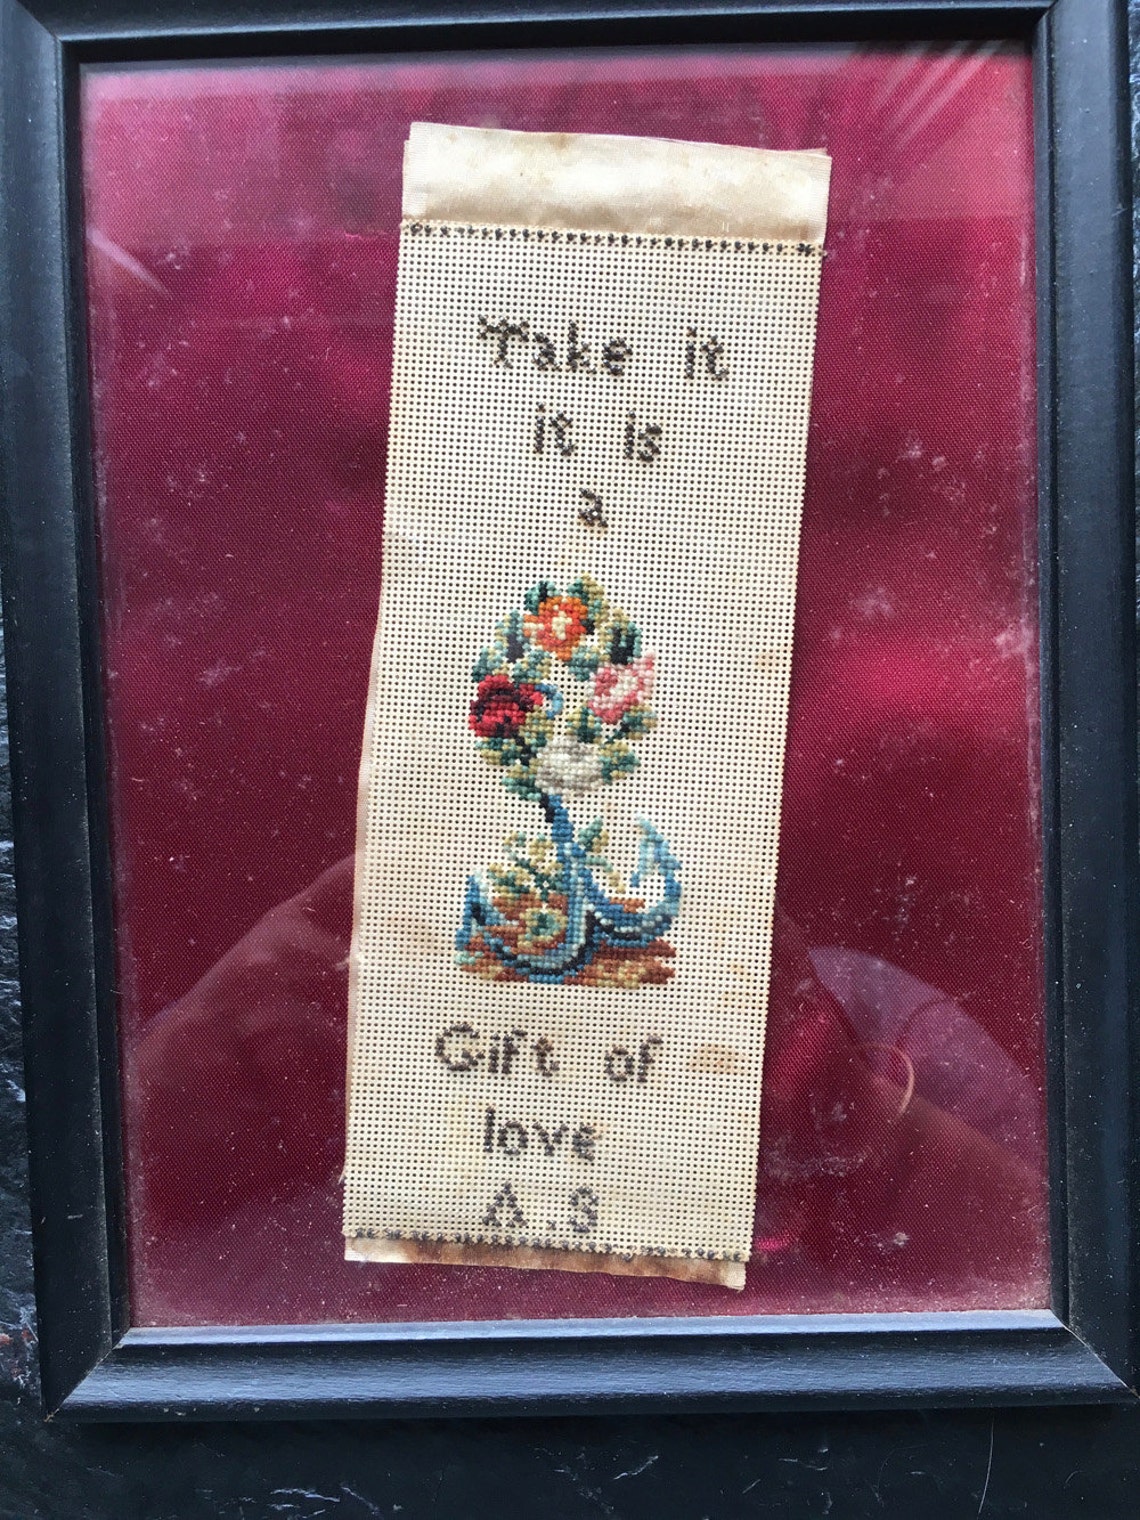 Take it
it is
a
Gift of
love
A.S